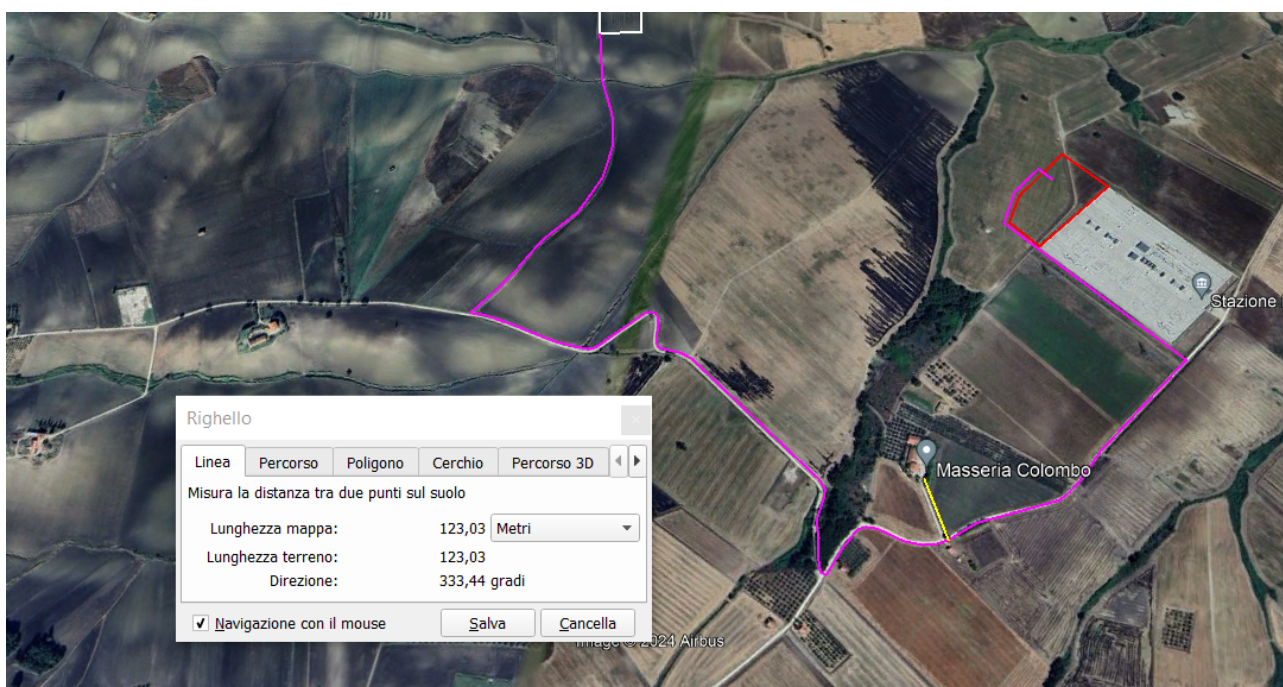 Stazione
Righello
Linea Percorso Poligono Cerchio Percorso 3D
Misura la distanza tra due punti sul suolo
Lunghezza mappa: 123,03 Metri
Lunghezza terreno: 123,03
Direzione: 333,44 gradi
Navigazione con il mouse Salva Cancella
Masseria Colombo
Image © 2024 Airbus